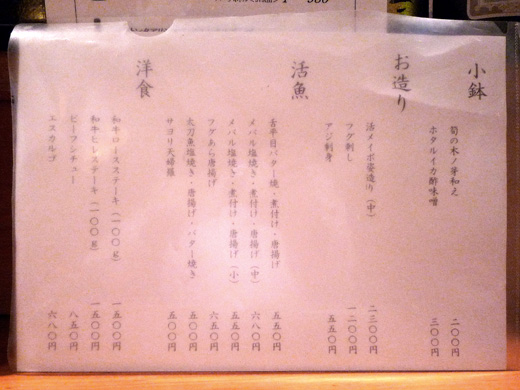 小鉢
筍の木ノ芽和え 二〇〇円
ホタルイカ酢味噌 三〇〇円
お造り
活メイボ姿造り(中) 二三〇〇円
フグ刺し 一二〇〇円
アジ刺身 五五〇円
活魚
舌平目バター焼・煮付け・唐揚げ 五五〇円
メバル塩焼き・煮付け・唐揚げ(中) 六八〇円
メバル塩焼き・煮付け・唐揚げ(小) 五五〇円
フグあら唐揚げ 六五〇円
太刀魚塩焼き・唐揚げ・バター焼き 五五〇円
サヨリ天婦羅 五〇〇円
洋食
和牛ロースステーキ(一〇〇g) 一五〇〇円
和牛ヒレステーキ(一〇〇g) 一五〇〇円
ビーフシチュー 八五〇円
エスカルゴ 六八〇円